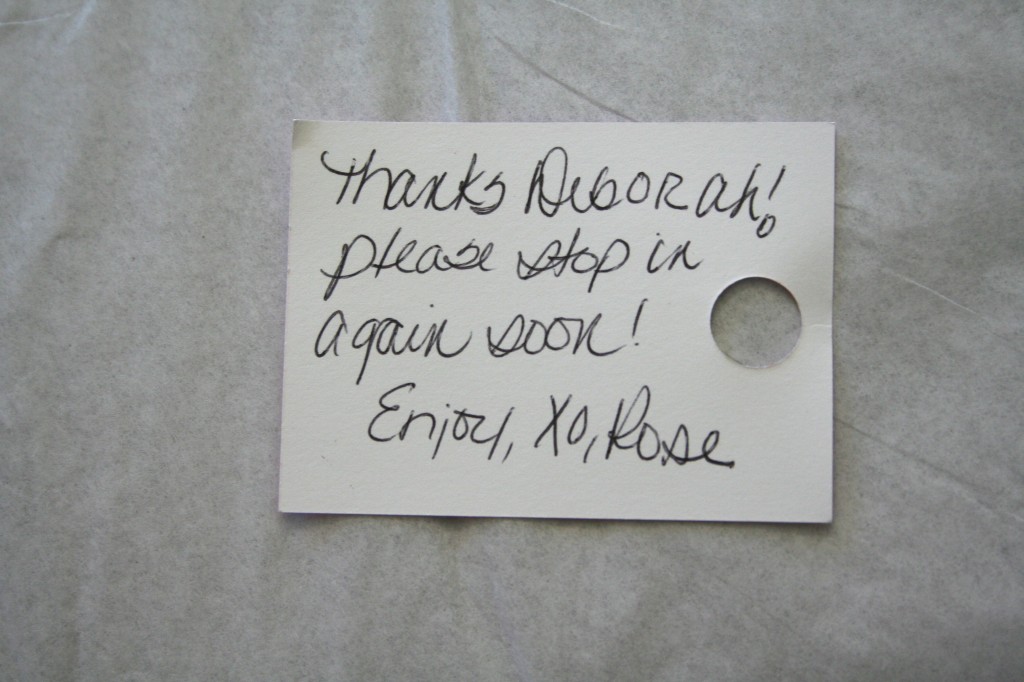 Thanks Deborah!
please stop in
again soon!
Enjoy, XO, Rose